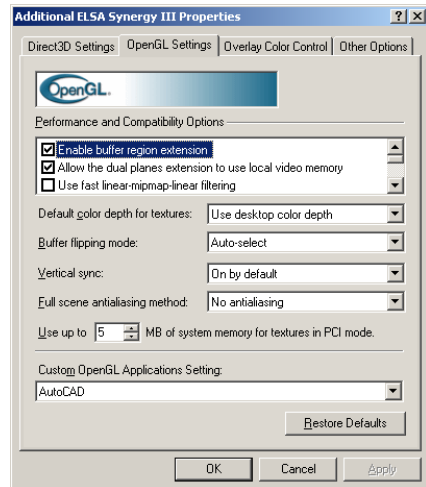 Additional ELSA Synergy III Properties
Direct3D Settings
OpenGL Settings
Overlay Color Control
Other Options
OpenGL.
Performance and Compatibility Options
Enable buffer region extension
Allow the dual planes extension to use local video memory
Use fast linear-mipmap-linear filtering
Default color depth for textures: Use desktop color depth
Buffer flipping mode: Auto-select
Vertical sync: On by default
Full scene antialiasing method: No antialiasing
Use up to 5 MB of system memory for textures in PCI mode.
Custom OpenGL Applications Setting:
AutoCAD
Restore Defaults
OK Cancel Apply